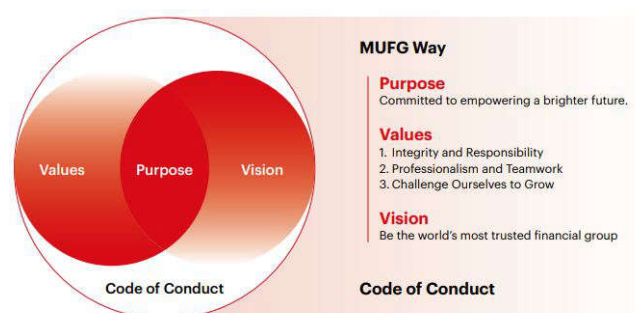 Values
Purpose
Vision
Code of Conduct
MUFG Way
Purpose
Committed to empowering a brighter future.
Values
1. Integrity and Responsibility
2. Professionalism and Teamwork
3. Challenge Ourselves to Grow
Vision
Be the world's most trusted financial group
Code of Conduct